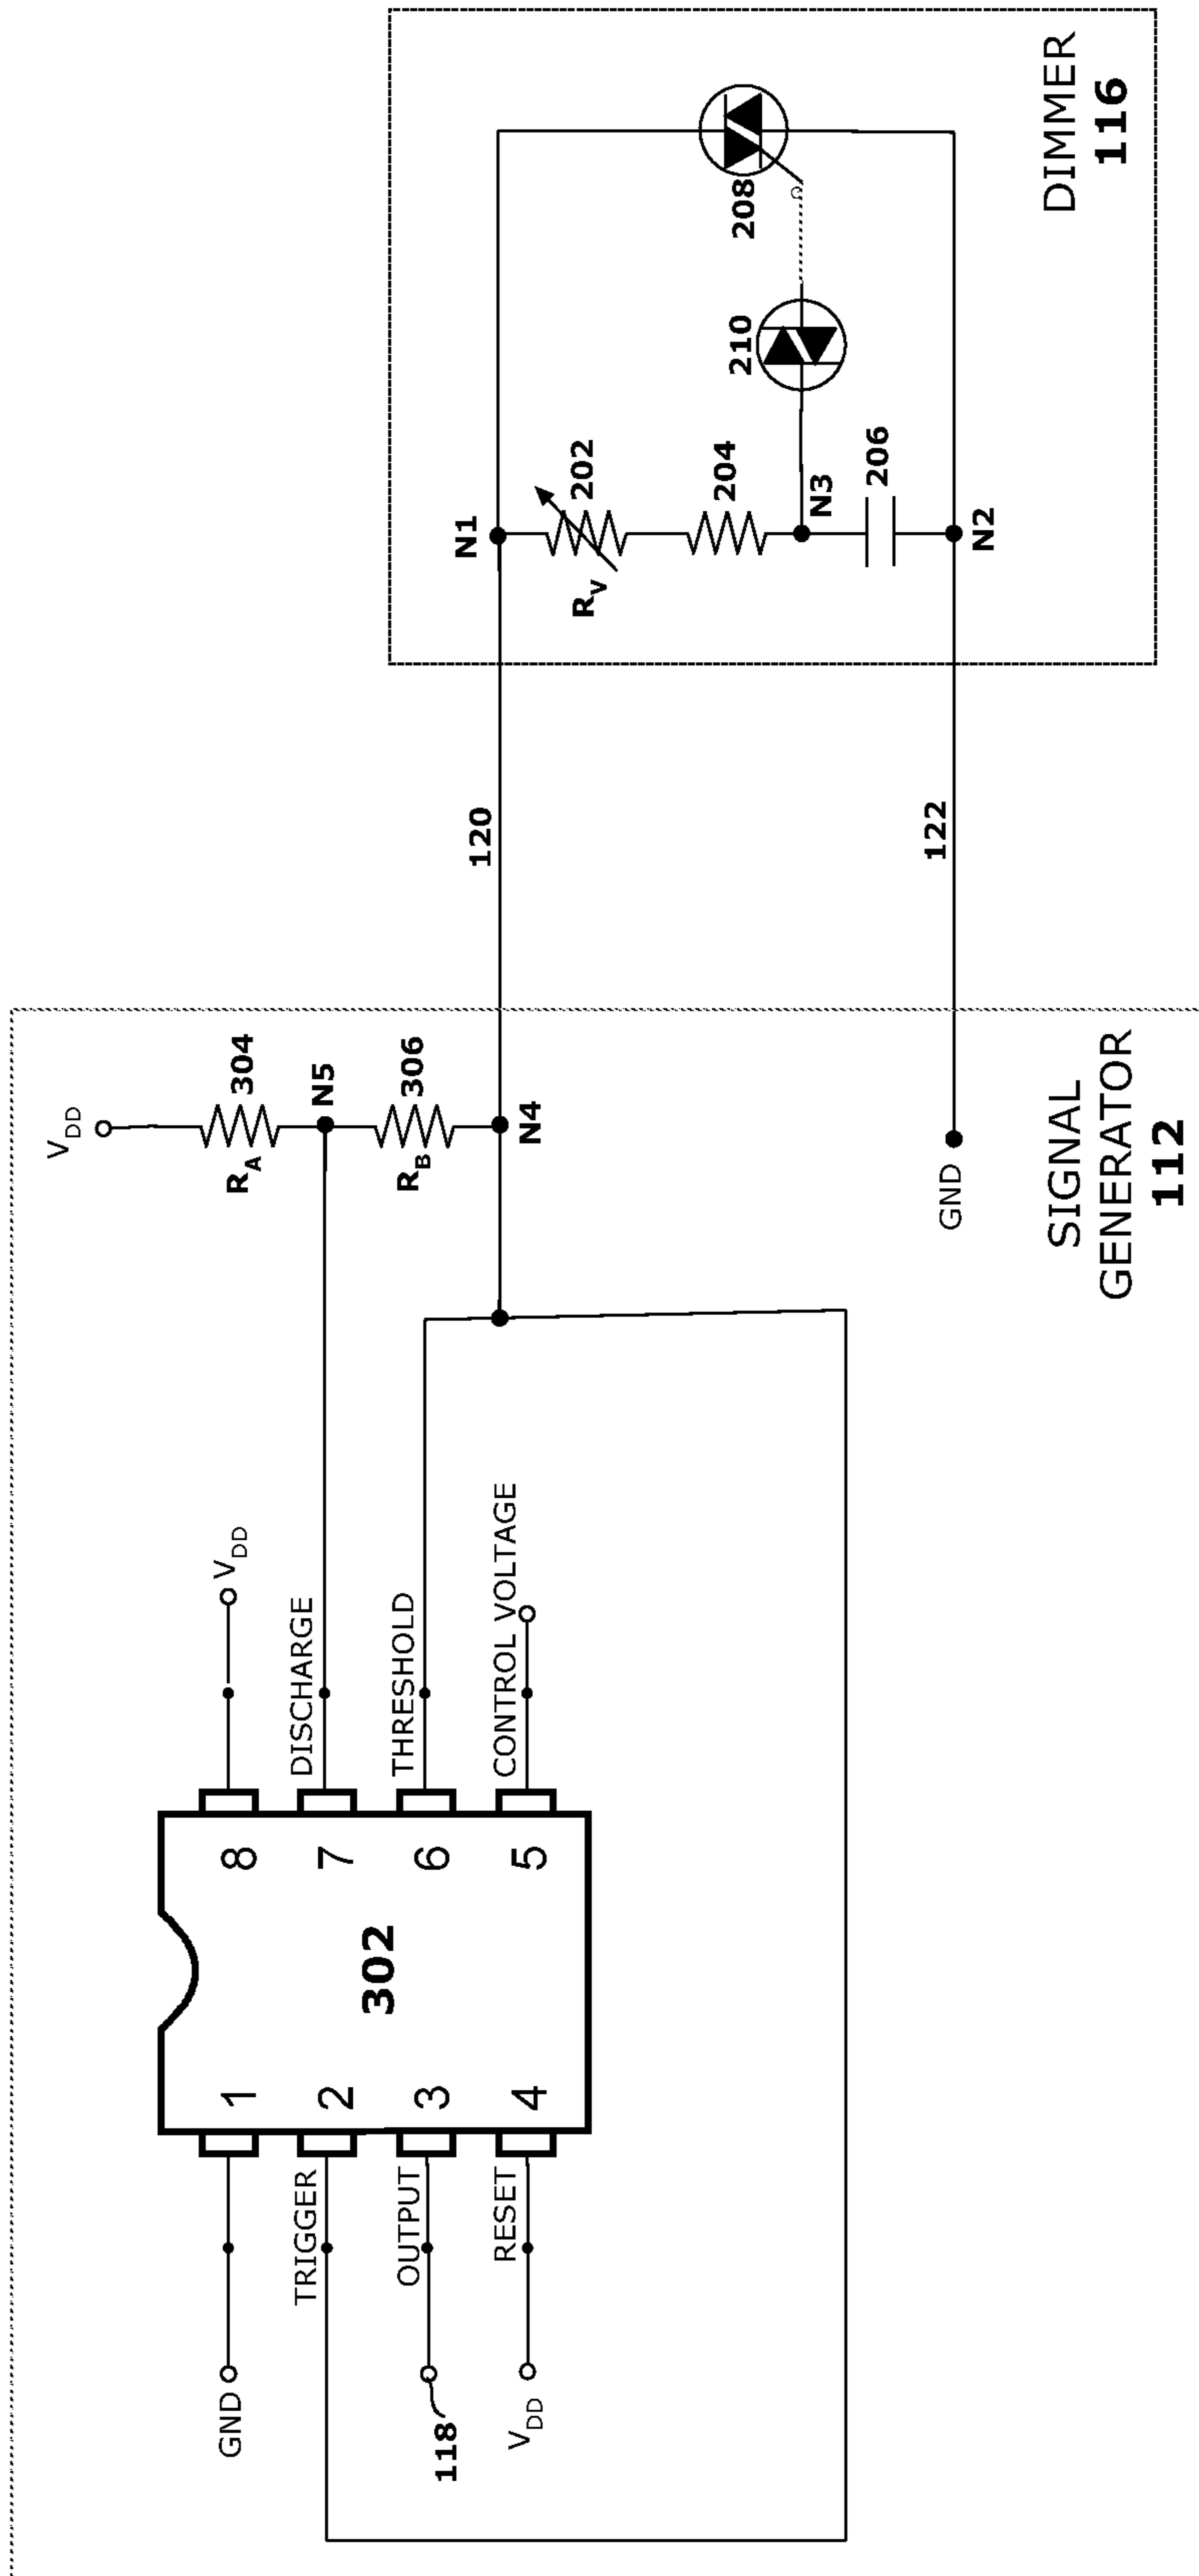 GND
TRIGGER
OUTPUT
118
RESET
V_DD
1
2
3
4
302
8
7
6
5
V_DD
DISCHARGE
THRESHOLD
CONTROL VOLTAGE
V_DD
R_A
304
N5
R_B
306
N4
GND
SIGNAL
GENERATOR
112
120
122
N1
R_V
202
204
N3
206
N2
210
208
DIMMER
116